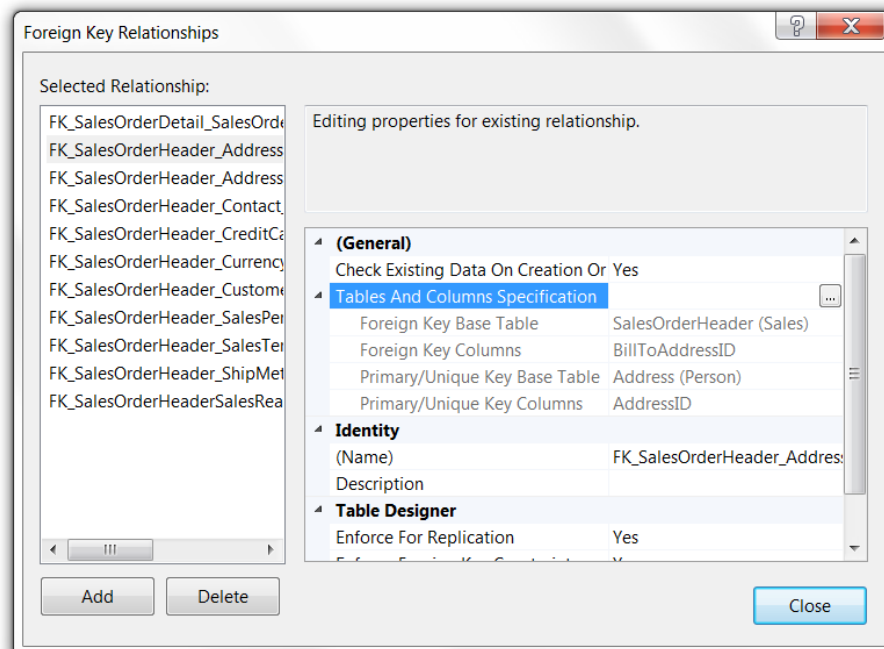 Foreign Key Relationships
Selected Relationship:
FK_SalesOrderDetail_SalesOrde
FK_SalesOrderHeader_Address
FK_SalesOrderHeader_Address
FK_SalesOrderHeader_Contact_
FK_SalesOrderHeader_CreditCa
FK_SalesOrderHeader_Currency
FK_SalesOrderHeader_Custome
FK_SalesOrderHeader_SalesPer
FK_SalesOrderHeader_SalesTer
FK_SalesOrderHeader_ShipMet
FK_SalesOrderHeaderSalesRea
Editing properties for existing relationship.
(General)
Check Existing Data On Creation Or Yes
Tables And Columns Specification ...
Foreign Key Base Table SalesOrderHeader (Sales)
Foreign Key Columns BillToAddressID
Primary/Unique Key Base Table Address (Person)
Primary/Unique Key Columns AddressID
Identity
(Name) FK_SalesOrderHeader_Address
Description
Table Designer
Enforce For Replication Yes
Add Delete
Close